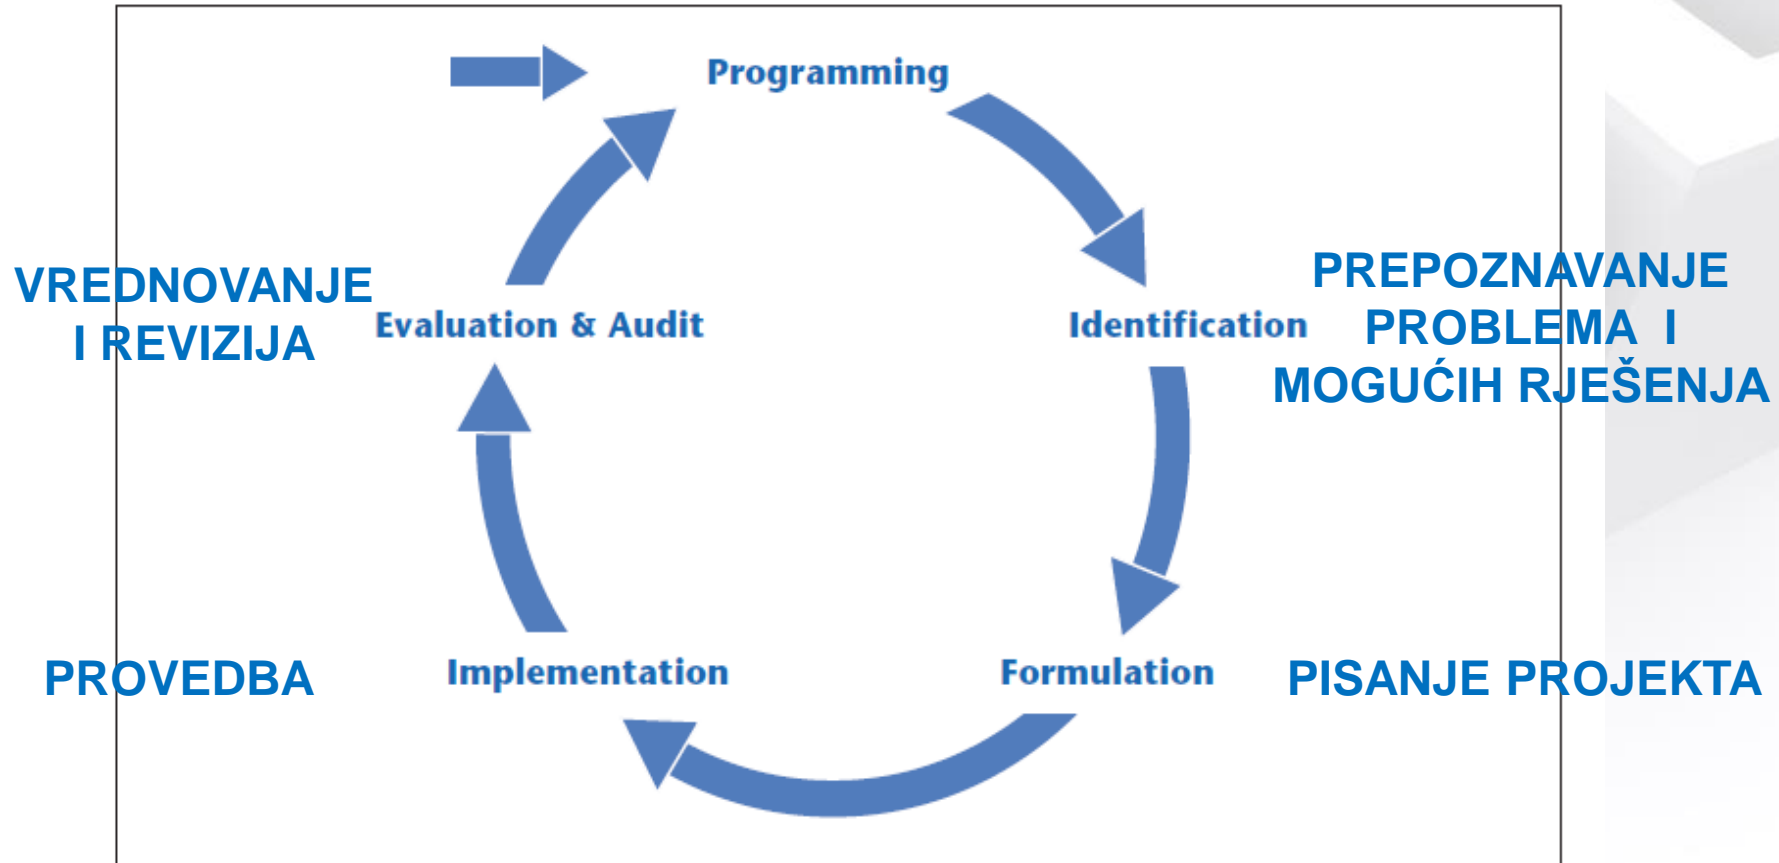 Programming
VREDNOVANJE
I REVIZIJA
Evaluation & Audit
Identification
PREPOZNAVANJE
PROBLEMA I
MOGUĆIH RJEŠENJA
PROVEDBA
Implementation
Formulation
PISANJE PROJEKTA